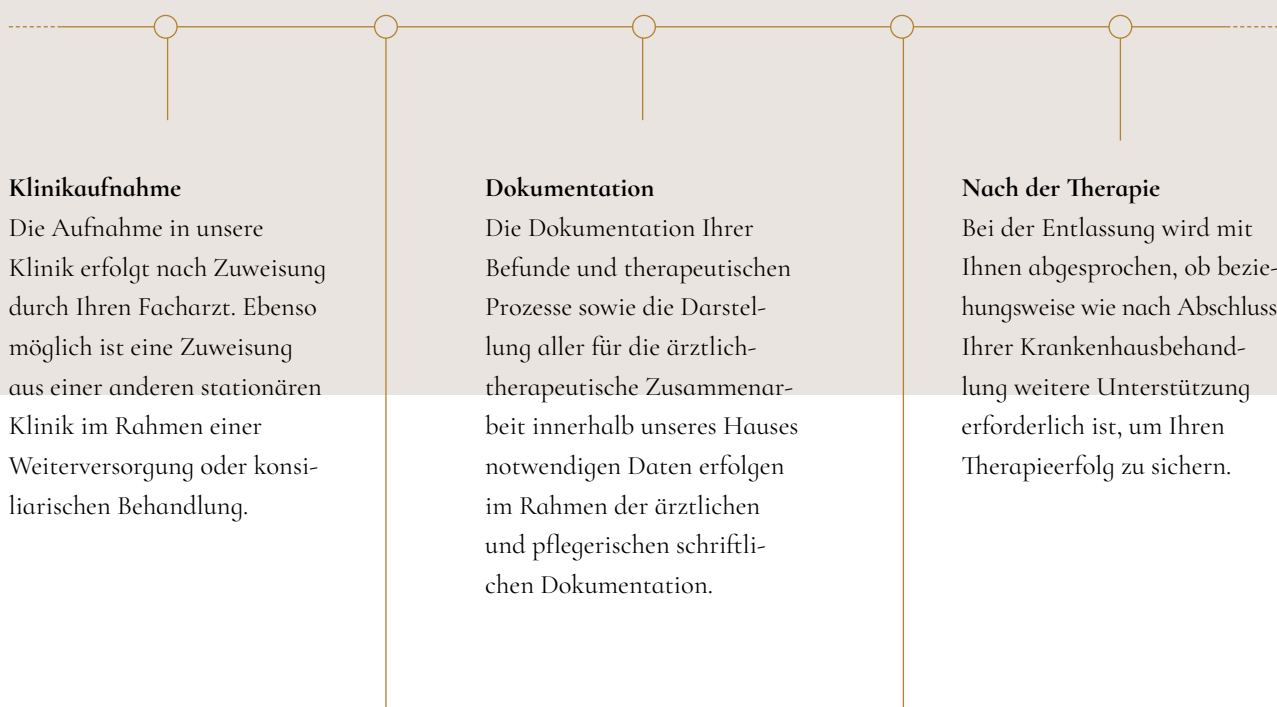 Klinikaufnahme
Die Aufnahme in unsere
Klinik erfolgt nach Zuweisung
durch Ihren Facharzt. Ebenso
möglich ist eine Zuweisung
aus einer anderen stationären
Klinik im Rahmen einer
Weiterversorgung oder konsi-
liarischen Behandlung.
Dokumentation
Die Dokumentation Ihrer
Befunde und therapeutischen
Prozesse sowie die Darstel-
lung aller für die ärztlich-
therapeutische Zusammenar-
beit innerhalb unseres Hauses
notwendigen Daten erfolgen
im Rahmen der ärztlichen
und pflegerischen schriftli-
chen Dokumentation.
Nach der Therapie
Bei der Entlassung wird mit
Ihnen abgesprochen, ob bezie-
hungsweise wie nach Abschluss
Ihrer Krankenhausbehand-
lung weitere Unterstützung
erforderlich ist, um Ihren
Therapieerfolg zu sichern.